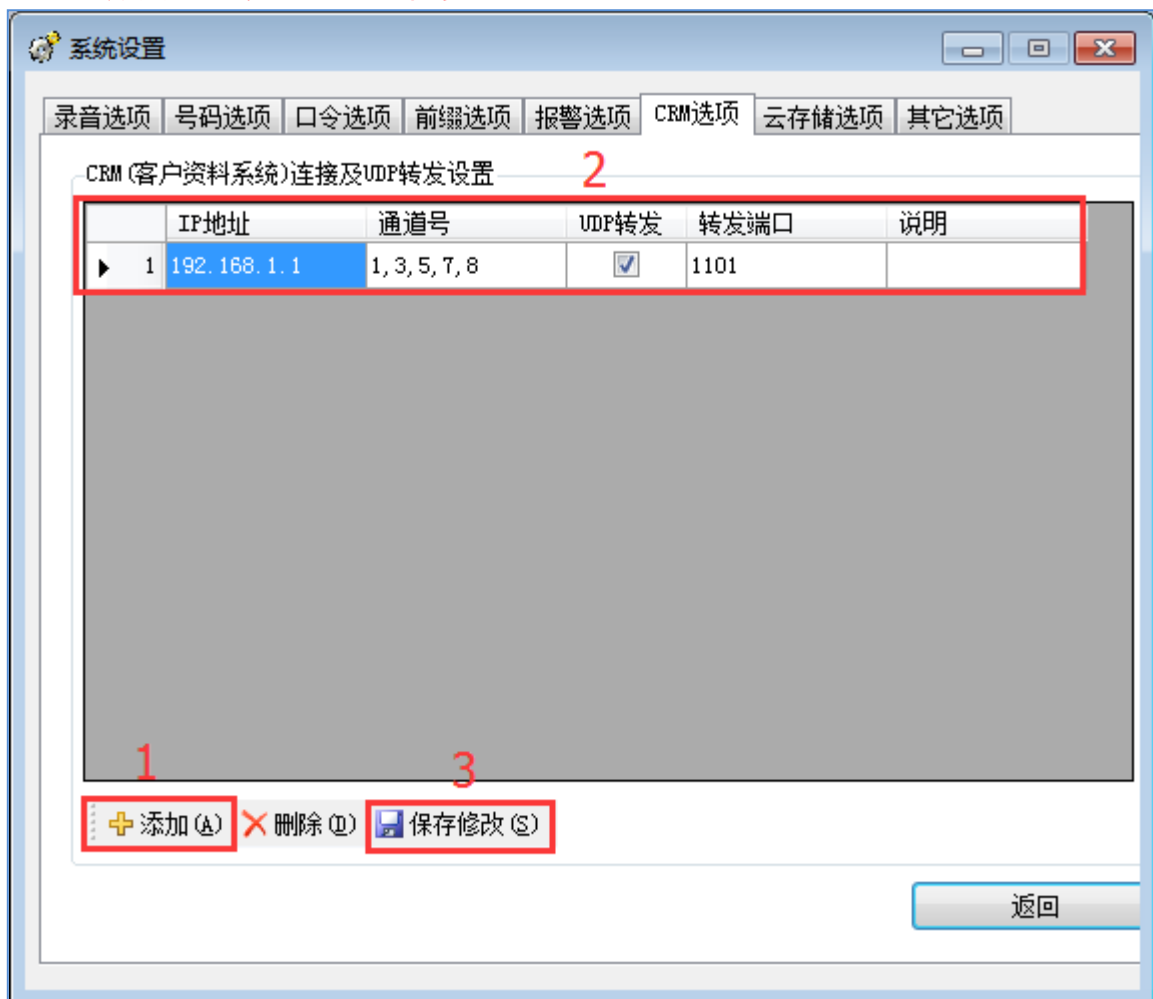 系统设置
录音选项 号码选项 口令选项 前缀选项 报警选项 CRM选项 云存储选项 其它选项
CRM(客户资料系统)连接及UDP转发设置 2
IP地址 通道号 UDP转发 转发端口 说明
1 192.168.1.1 1,3,5,7,8 1101
1 3
添加(A) 删除(D) 保存修改(S)
返回